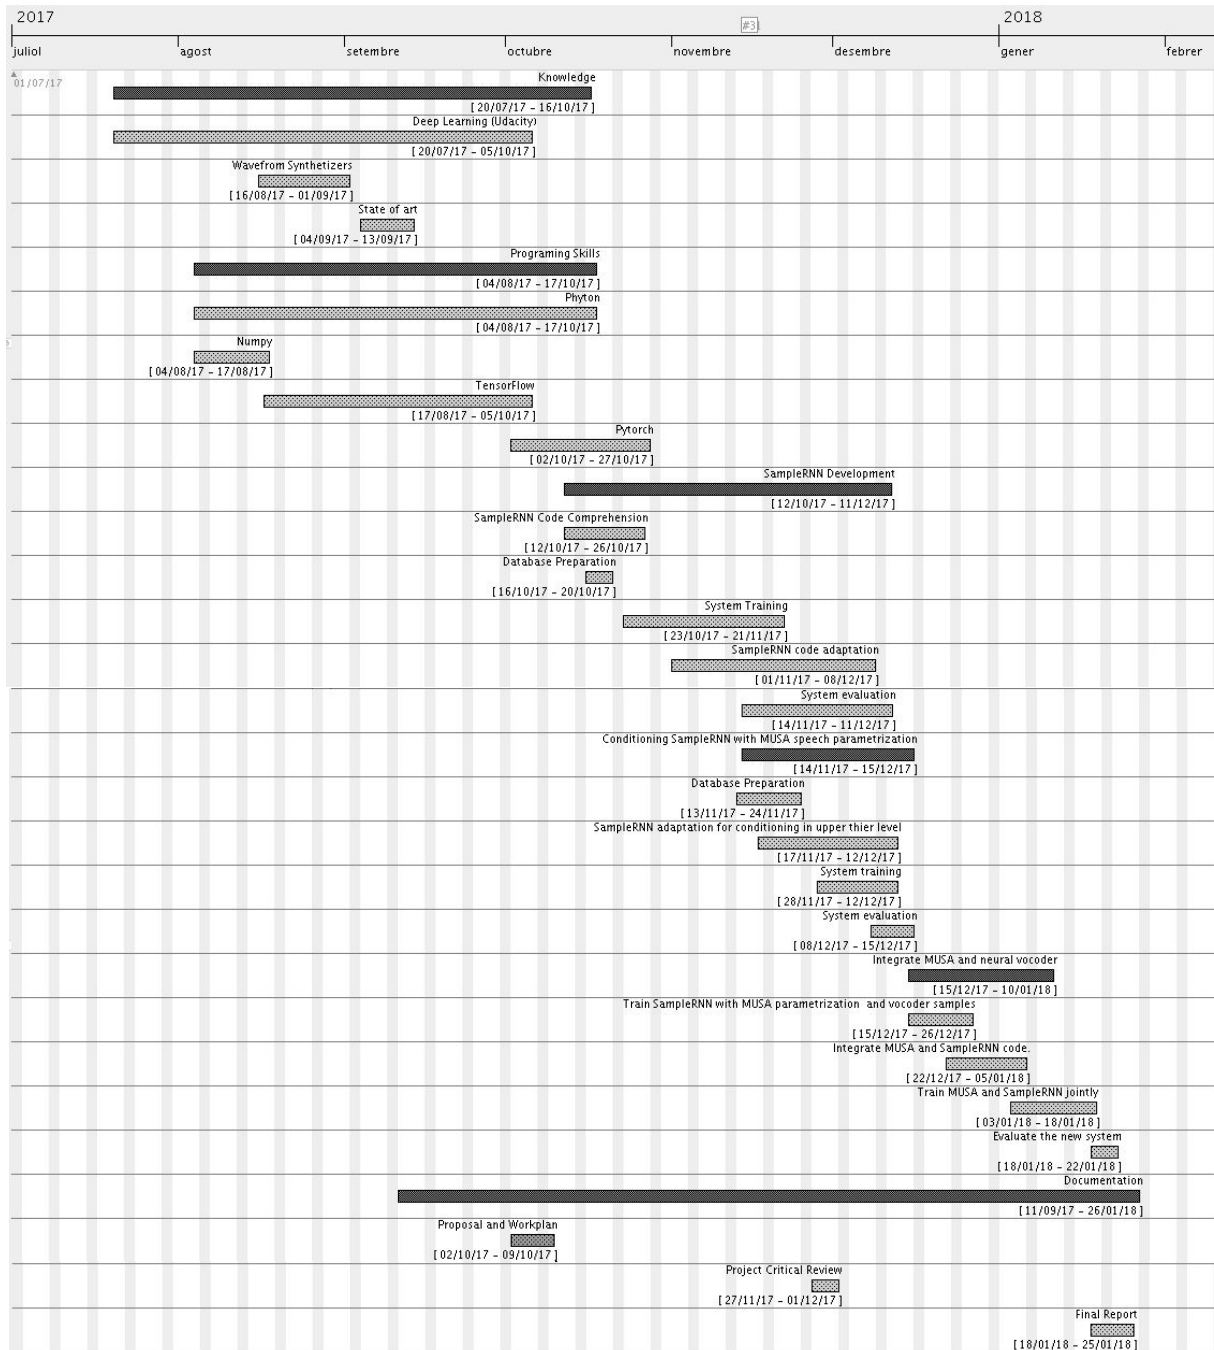 2017
2018
#3
juliol
agost
setembre
octubre
novembre
desembre
gener
febrer
01/07/17
Knowledge
[20/07/17 - 16/10/17]
Deep Learning (Udacity)
[20/07/17 - 05/10/17]
Wavefrom Synthetizers
[16/08/17 - 01/09/17]
State of art
[04/09/17 - 13/09/17]
Programing Skills
[04/08/17 - 17/10/17]
Phyton
[04/08/17 - 17/10/17]
Numpy
[04/08/17 - 17/08/17]
TensorFlow
[17/08/17 - 05/10/17]
Pytorch
[02/10/17 - 27/10/17]
SampleRNN Development
[12/10/17 - 11/12/17]
SampleRNN Code Comprehension
[12/10/17 - 26/10/17]
Database Preparation
[16/10/17 - 20/10/17]
System Training
[23/10/17 - 21/11/17]
SampleRNN code adaptation
[01/11/17 - 08/12/17]
System evaluation
[14/11/17 - 11/12/17]
Conditioning SampleRNN with MUSA speech parametrization
[14/11/17 - 15/12/17]
Database Preparation
[13/11/17 - 24/11/17]
SampleRNN adaptation for conditioning in upper thier level
[17/11/17 - 12/12/17]
System training
[28/11/17 - 12/12/17]
System evaluation
[08/12/17 - 15/12/17]
Integrate MUSA and neural vocoder
[15/12/17 - 10/01/18]
Train SampleRNN with MUSA parametrization and vocoder samples
[15/12/17 - 26/12/17]
Integrate MUSA and SampleRNN code.
[22/12/17 - 05/01/18]
Train MUSA and SampleRNN jointly
[03/01/18 - 18/01/18]
Evaluate the new system
[18/01/18 - 22/01/18]
Documentation
[11/09/17 - 26/01/18]
Proposal and Workplan
[02/10/17 - 09/10/17]
Project Critical Review
[27/11/17 - 01/12/17]
Final Report
[18/01/18 - 25/01/18]